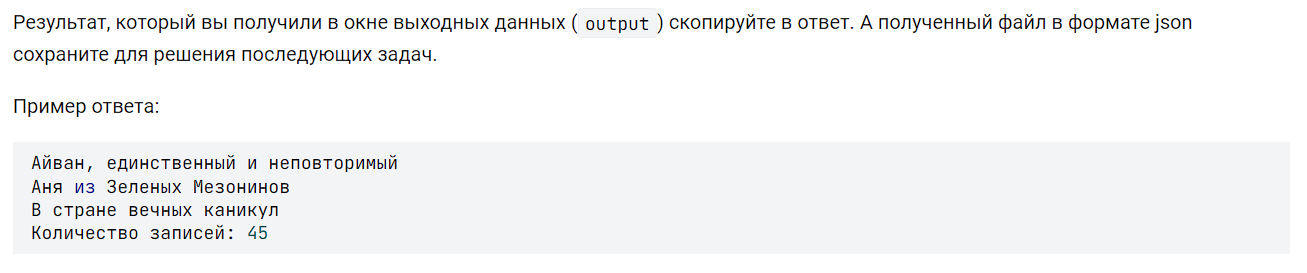 Результат, который вы получили в окне выходных данных ( output ) скопируйте в ответ. А полученный файл в формате json
сохраните для решения последующих задач.
Пример ответа:
Айван, единственный и неповторимый
Аня из Зеленых Мезонинов
В стране вечных каникул
Количество записей: 45